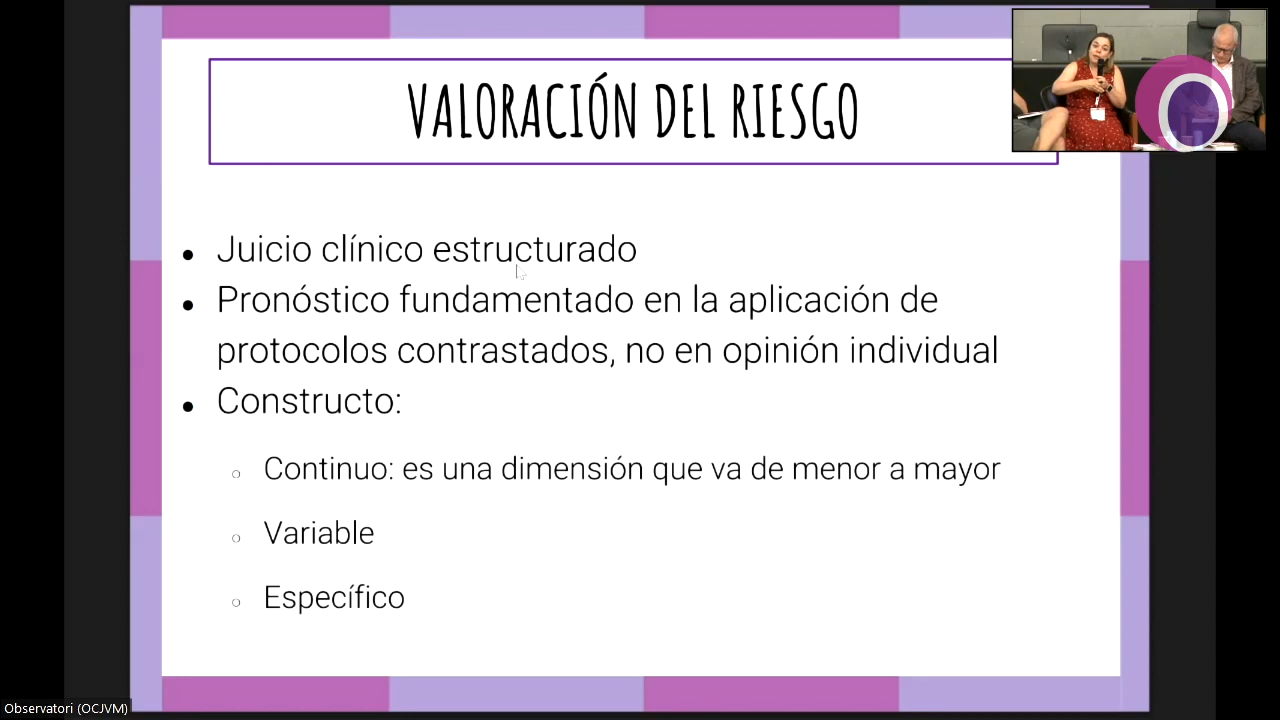 VALORACIÓN DEL RIESGO
● Juicio clínico estructurado
● Pronóstico fundamentado en la aplicación de
protocolos contrastados, no en opinión individual
● Constructo:
○ Continuo: es una dimensión que va de menor a mayor
○ Variable
○ Específico
Observatori (OCJVM)